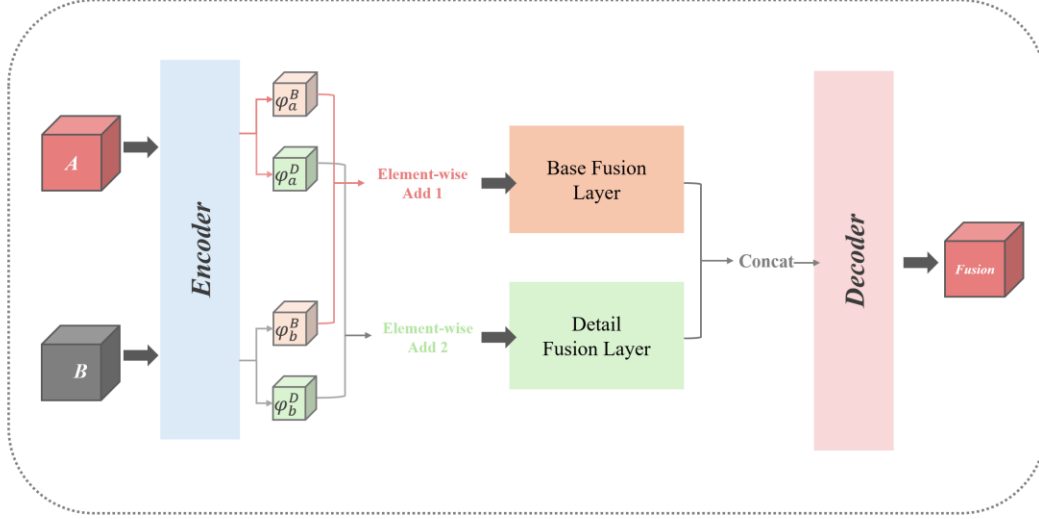 A
B
Encoder
φ_a^B
φ_a^D
φ_b^B
φ_b^D
Element-wise
Add 1
Element-wise
Add 2
Base Fusion
Layer
Detail
Fusion Layer
Concat
Decoder
Fusion